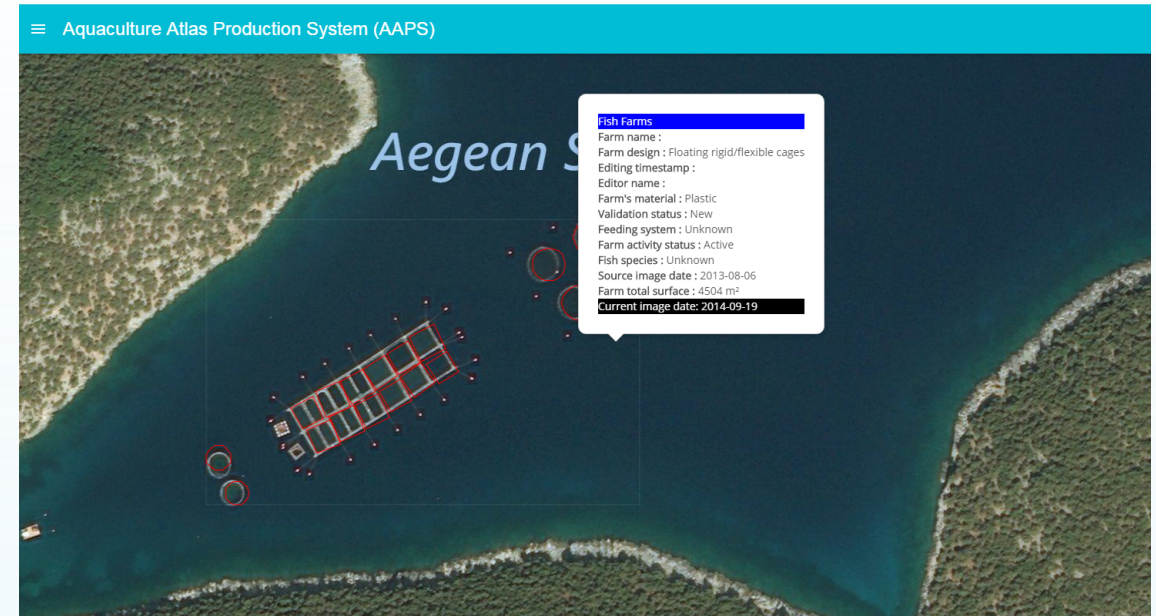 Aquaculture Atlas Production System (AAPS)
Aegean S
Fish Farms
Farm name :
Farm design : Floating rigid/flexible cages
Editing timestamp :
Editor name :
Farm's material : Plastic
Validation status : New
Feeding system : Unknown
Farm activity status : Active
Fish species : Unknown
Source image date : 2013-08-06
Farm total surface : 4504 m²
Current image date: 2014-09-19